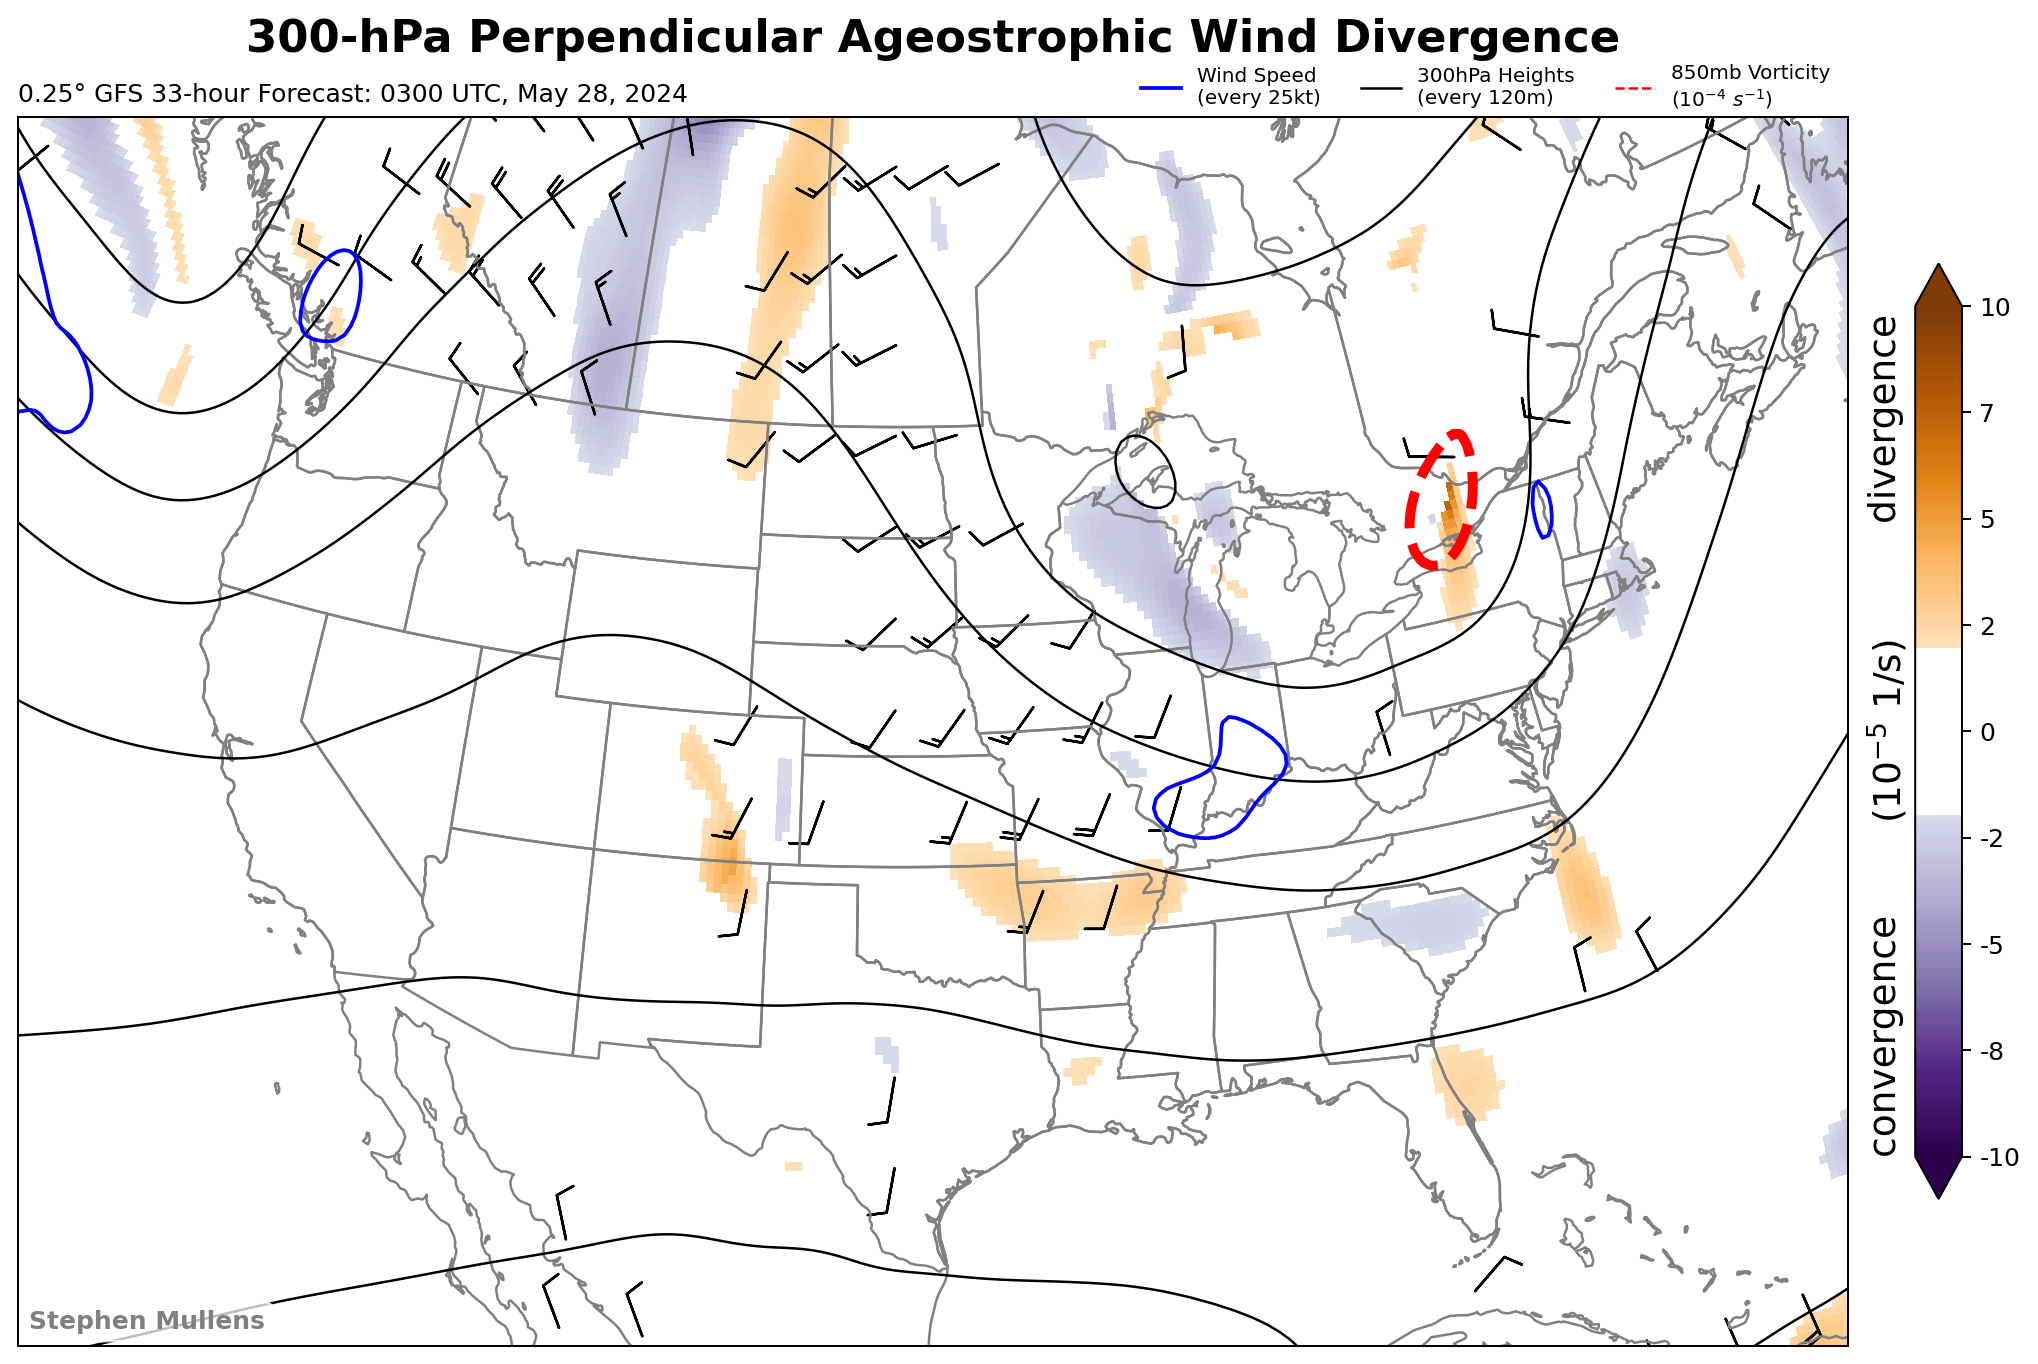 300-hPa Perpendicular Ageostrophic Wind Divergence
0.25° GFS 33-hour Forecast: 0300 UTC, May 28, 2024
Wind Speed
(every 25kt)
300hPa Heights
(every 120m)
850mb Vorticity
(10⁻⁴ s⁻¹)
10
7
5
2
0
-2
-5
-8
-10
convergence (10⁻⁵ 1/s) divergence
Stephen Mullens